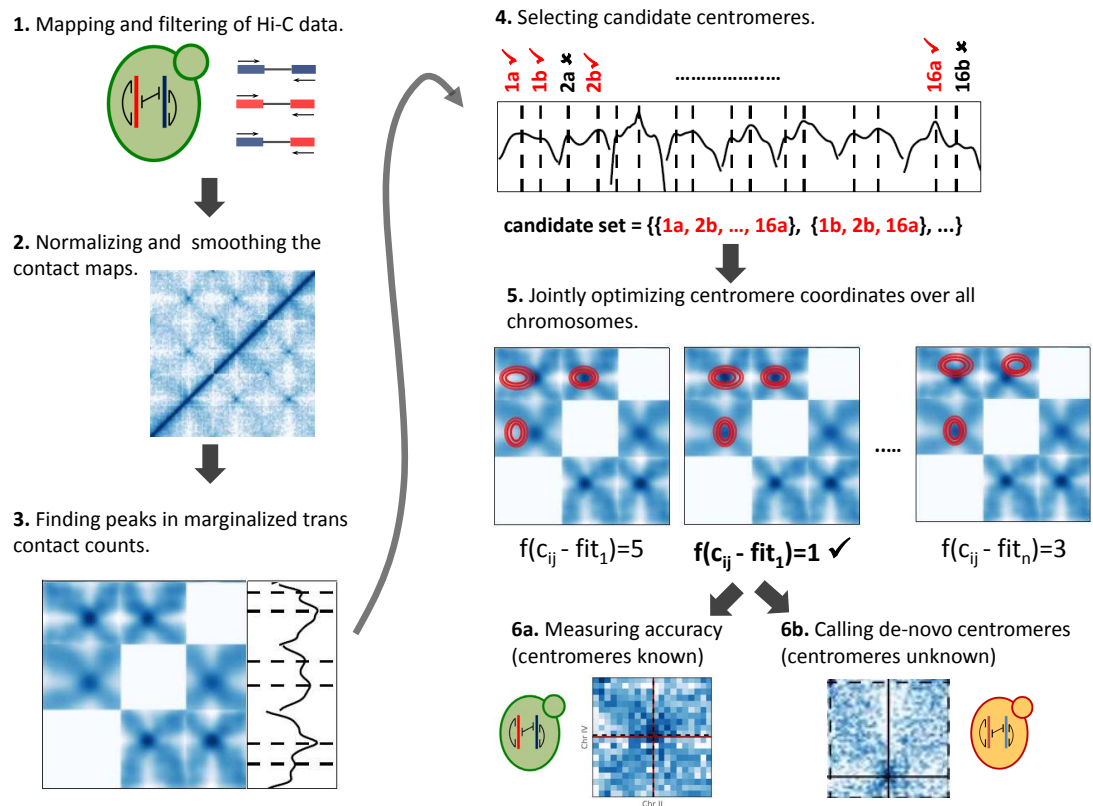 1. Mapping and filtering of Hi-C data.
2. Normalizing and smoothing the
contact maps.
3. Finding peaks in marginalized trans
contact counts.
4. Selecting candidate centromeres.
1a ✓ 1b ✓ 2a ✖ 2b ✓ ........................ 16a ✓ 16b ✖
candidate set = {{1a, 2b, ..., 16a}, {1b, 2b, 16a}, ...}
5. Jointly optimizing centromere coordinates over all
chromosomes.
.....
f(cij - fit1)=5
f(cij - fit1)=1 ✓
f(cij - fitn)=3
6a. Measuring accuracy
(centromeres known)
6b. Calling de-novo centromeres
(centromeres unknown)
Chr IV
Chr II